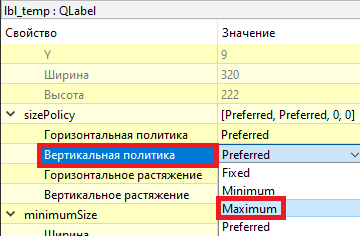 lbl_temp : QLabel
Свойство Значение
Y 9
Ширина 320
Высота 222
sizePolicy [Preferred, Preferred, 0, 0]
Горизонтальная политика Preferred
Вертикальная политика Preferred
Горизонтальное растяжение Fixed
Вертикальное растяжение Minimum
minimumSize Maximum
Preferred